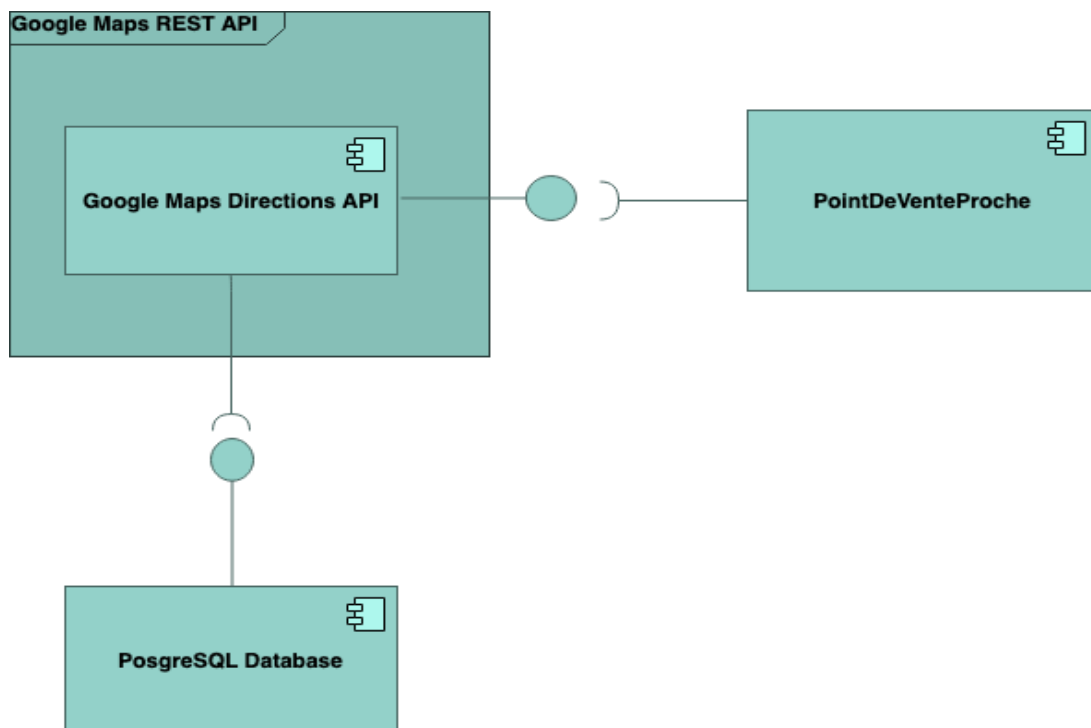 Google Maps REST API
Google Maps Directions API
PointDeVenteProche
PosgreSQL Database